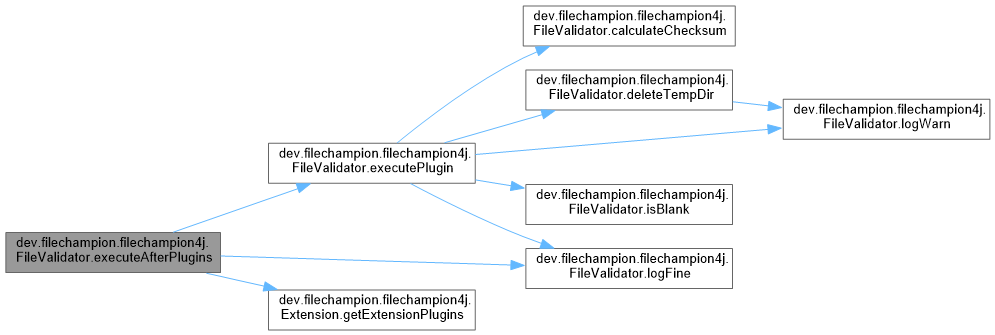 dev.filechampion.filechampion4j.
FileValidator.calculateChecksum
dev.filechampion.filechampion4j.
FileValidator.deleteTempDir
dev.filechampion.filechampion4j.
FileValidator.logWarn
dev.filechampion.filechampion4j.
FileValidator.executePlugin
dev.filechampion.filechampion4j.
FileValidator.isBlank
dev.filechampion.filechampion4j.
FileValidator.executeAfterPlugins
dev.filechampion.filechampion4j.
FileValidator.logFine
dev.filechampion.filechampion4j.
Extension.getExtensionPlugins